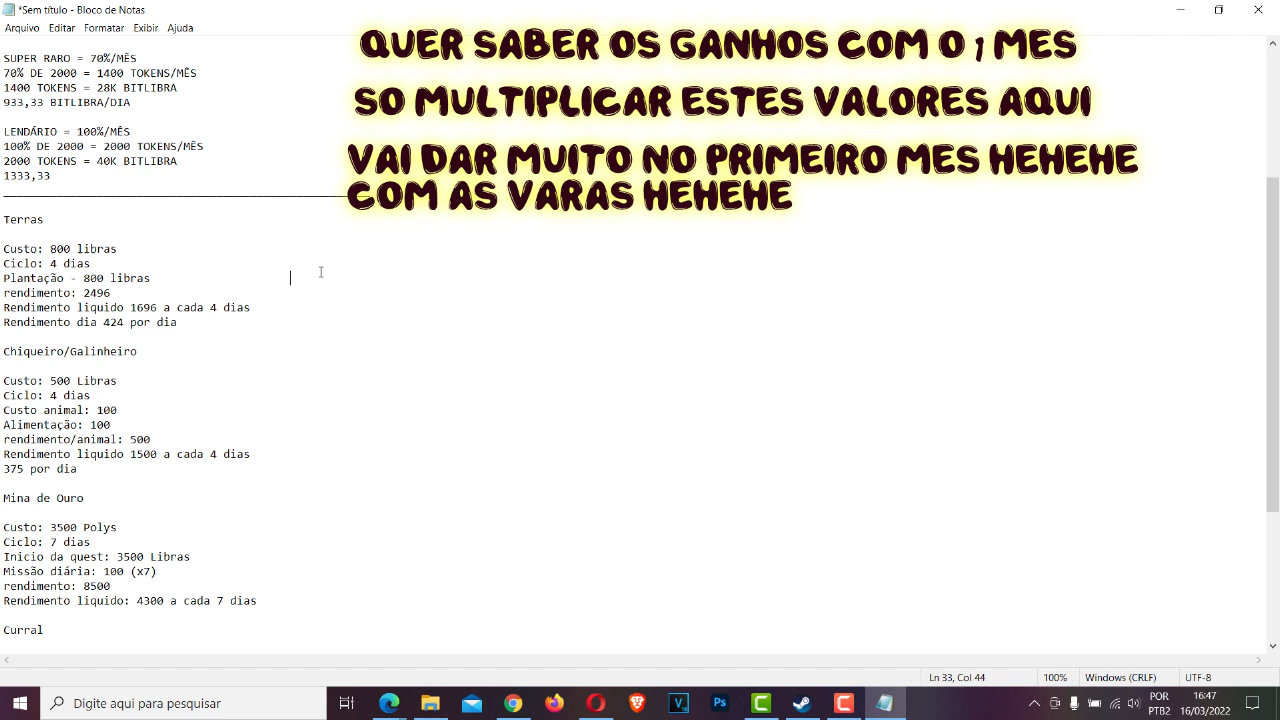 *Sem título - Bloco de Notas
Arquivo Editar Formatar Exibir Ajuda
QUER SABER OS GANHOS COM O 1 MES
SO MULTIPLICAR ESTES VALORES AQUI
VAI DAR MUITO NO PRIMEIRO MES HEHEHE
COM AS VARAS HEHEHE
SUPER RARO = 70%/MÊS
70% DE 2000 = 1400 TOKENS/MÊS
1400 TOKENS = 28K BITLIBRA
933,33 BITLIBRA/DIA
LENDÁRIO = 100%/MÊS
100% DE 2000 = 2000 TOKENS/MÊS
2000 TOKENS = 40K BITLIBRA
1333,33
Terras
Custo: 800 libras
Ciclo: 4 dias
Plantação - 800 libras
rendimento: 2496
Rendimento liquido 1696 a cada 4 dias
Rendimento dia 424 por dia
Chiqueiro/Galinheiro
Custo: 500 Libras
Ciclo: 4 dias
Custo animal: 100
Alimentação: 100
rendimento/animal: 500
Rendimento liquido 1500 a cada 4 dias
375 por dia
Mina de Ouro
Custo: 3500 Polys
Ciclo: 7 dias
Inicio da quest: 3500 Libras
Missão diária: 100 (x7)
rendimento: 8500
Rendimento liquido: 4300 a cada 7 dias
Curral
Ln 33, Col 44 100% Windows (CRLF) UTF-8
Digite aqui para pesquisar
V
Ps
POR
PTB2
16:47
16/03/2022